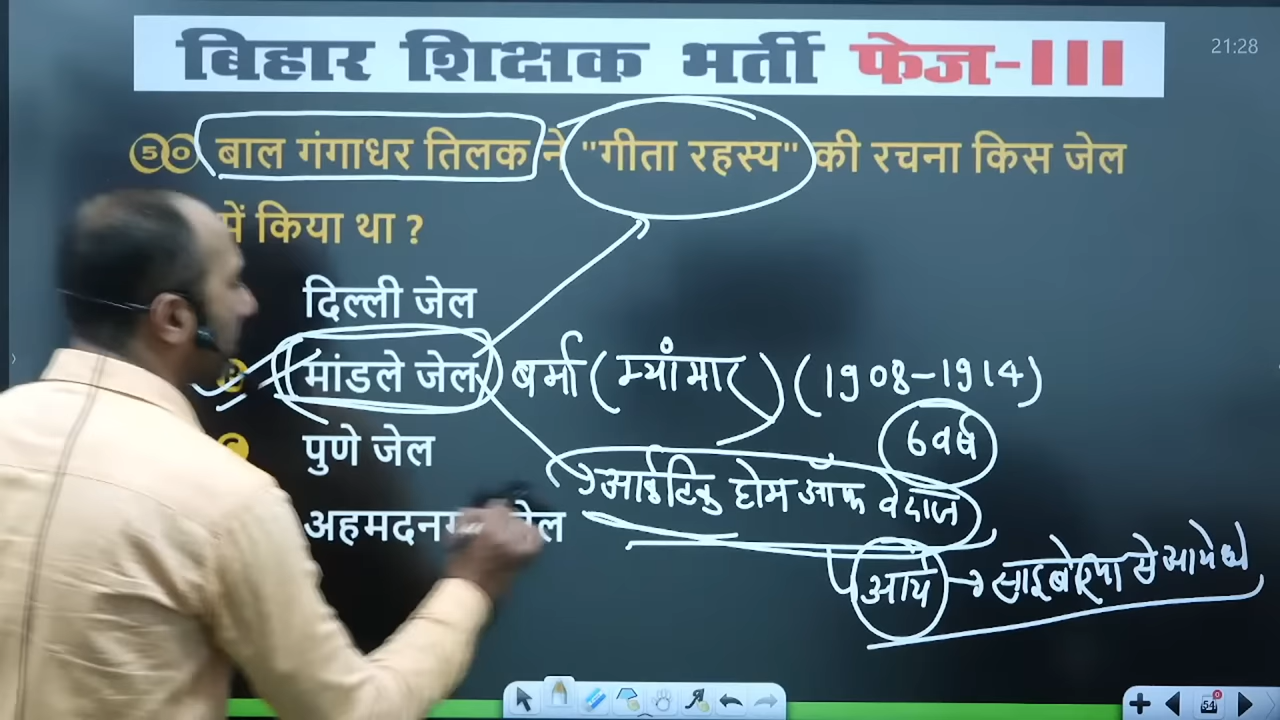 बिहार शिक्षक भर्ती फेज-III
21:28
50 बाल गंगाधर तिलक ने "गीता रहस्य" की रचना किस जेल
में किया था ?
दिल्ली जेल
मांडले जेल बर्मा (म्यांमार) (1908-1914)
6 वर्ष
पुणे जेल
आर्कटिक होम ऑफ वेदाज
जेल
आर्य → साइबेरिया से आये थे
54